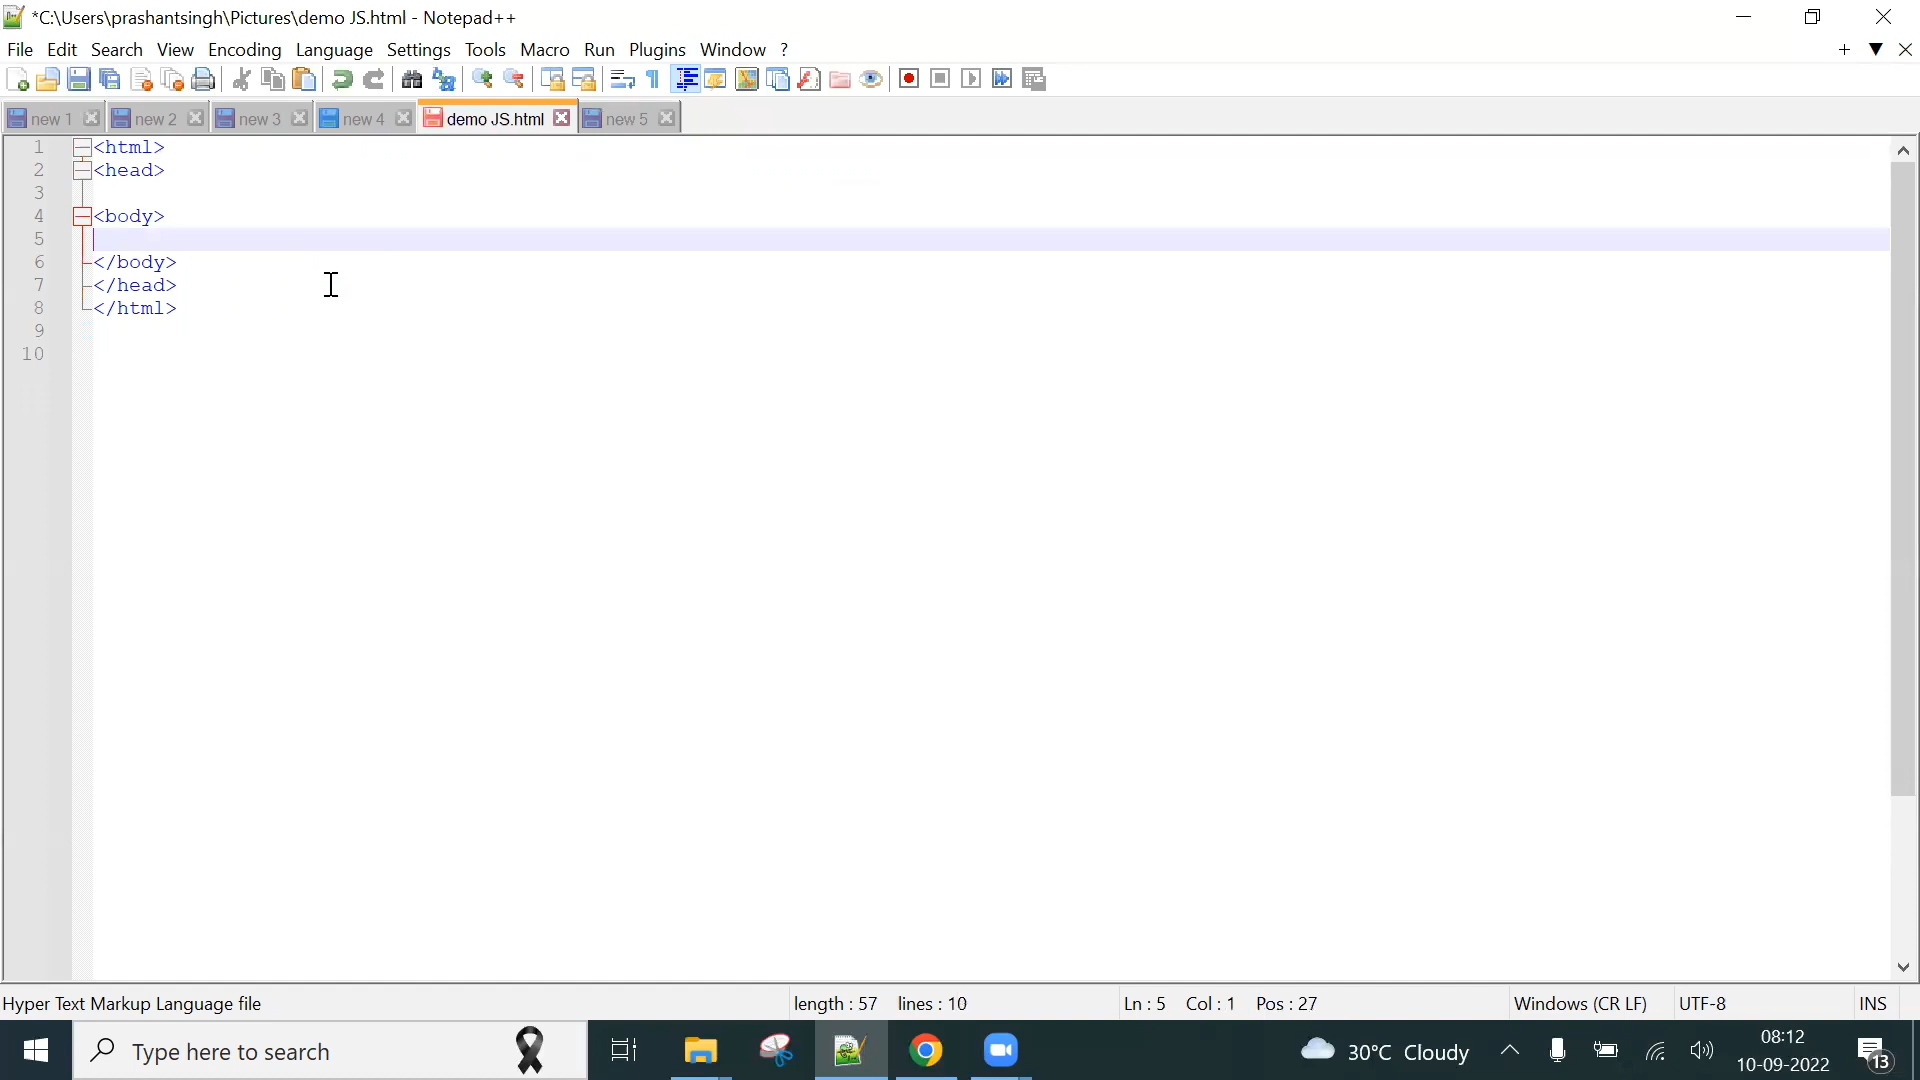 *C:\Users\prashantsingh\Pictures\demo JS.html - Notepad++
File Edit Search View Encoding Language Settings Tools Macro Run Plugins Window ?
new 1 new 2 new 3 new 4 demo JS.html new 5
1 <html>
2 <head>
3
4 <body>
5
6 </body>
7 </head>
8 </html>
9
10
Hyper Text Markup Language file length : 57 lines : 10 Ln : 5 Col : 1 Pos : 27 Windows (CR LF) UTF-8 INS
Type here to search 30°C Cloudy 08:12
10-09-2022 13